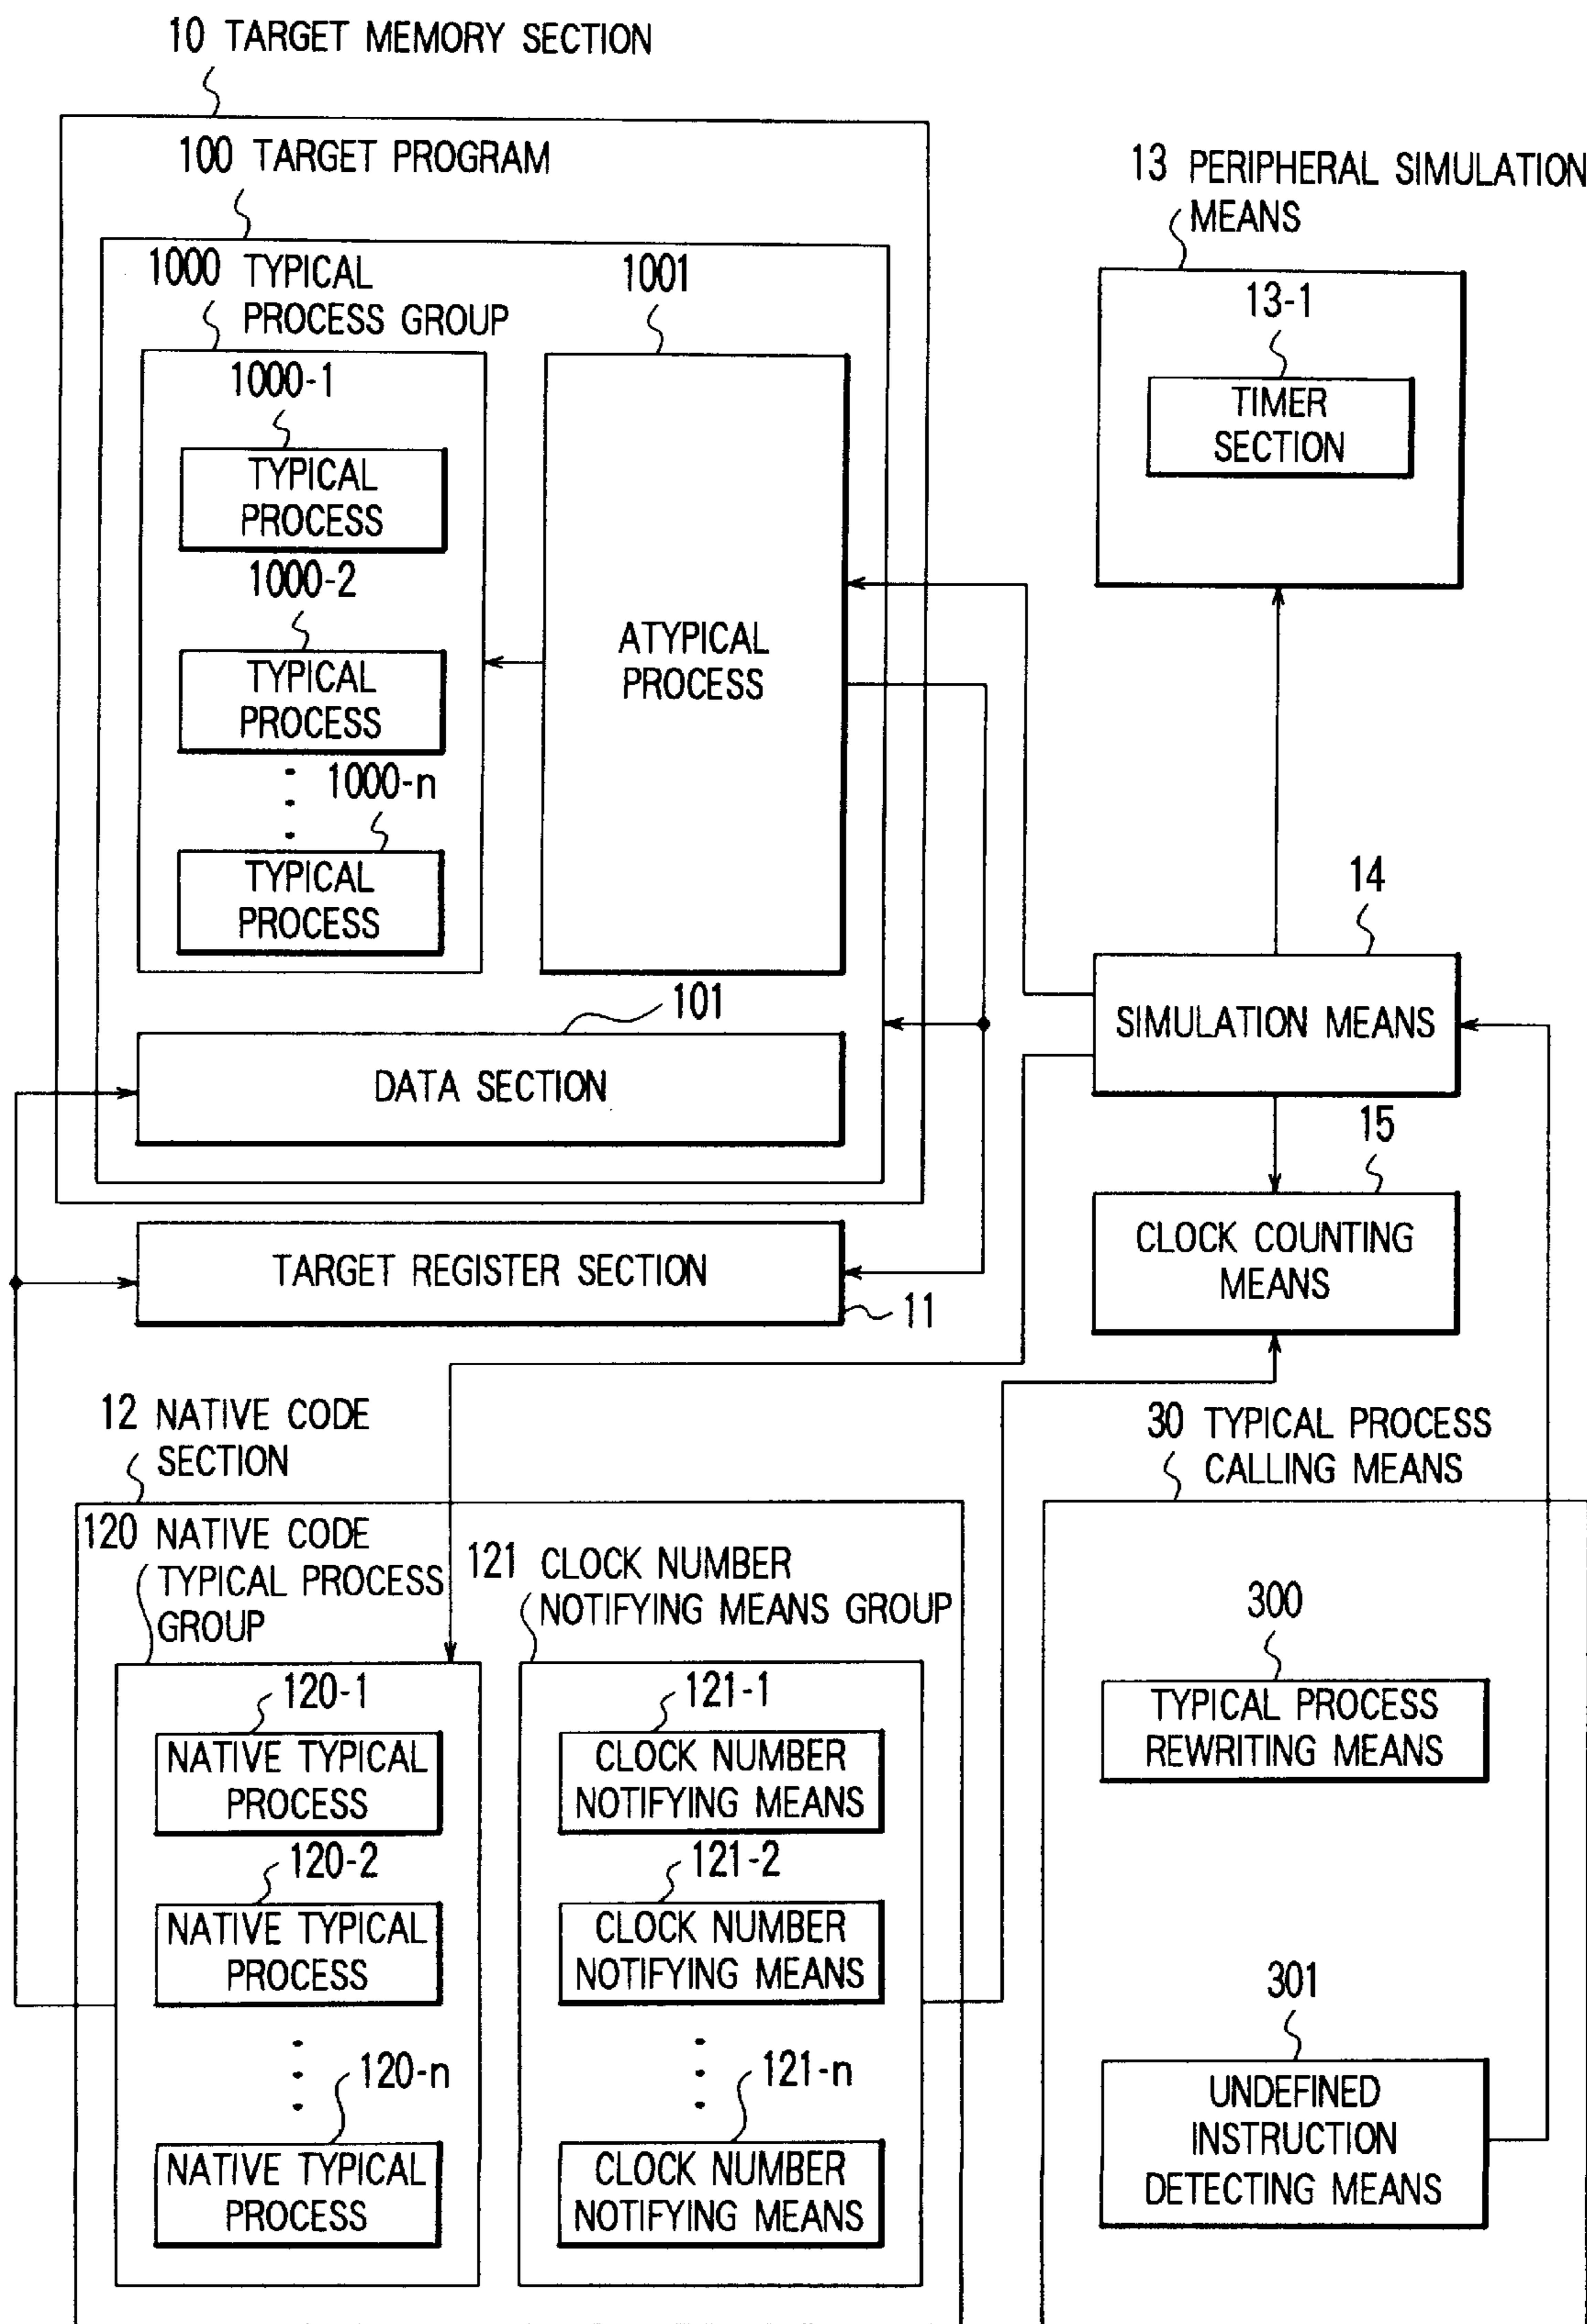 10 TARGET MEMORY SECTION
100 TARGET PROGRAM
1000 TYPICAL
PROCESS GROUP
1001
1000-1
TYPICAL
PROCESS
1000-2
TYPICAL
PROCESS
1000-n
TYPICAL
PROCESS
ATYPICAL
PROCESS
101
DATA SECTION
TARGET REGISTER SECTION
11
13 PERIPHERAL SIMULATION
MEANS
13-1
TIMER
SECTION
14
SIMULATION MEANS
15
CLOCK COUNTING
MEANS
12 NATIVE CODE
SECTION
120 NATIVE CODE
TYPICAL PROCESS
GROUP
120-1
NATIVE TYPICAL
PROCESS
120-2
NATIVE TYPICAL
PROCESS
120-n
NATIVE TYPICAL
PROCESS
121 CLOCK NUMBER
NOTIFYING MEANS GROUP
121-1
CLOCK NUMBER
NOTIFYING MEANS
121-2
CLOCK NUMBER
NOTIFYING MEANS
121-n
CLOCK NUMBER
NOTIFYING MEANS
30 TYPICAL PROCESS
CALLING MEANS
300
TYPICAL PROCESS
REWRITING MEANS
301
UNDEFINED
INSTRUCTION
DETECTING MEANS